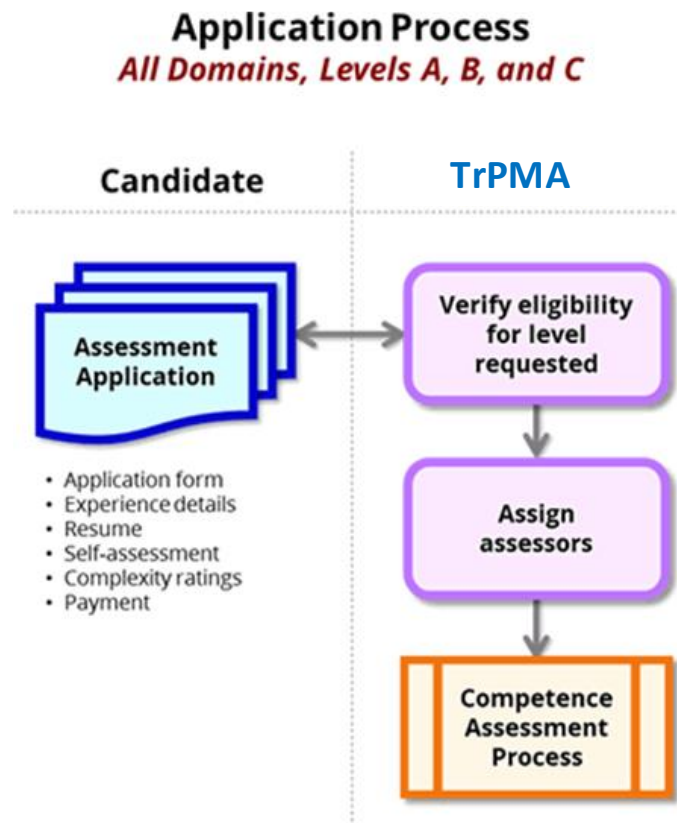 Application Process
All Domains, Levels A, B, and C
Candidate
TrPMA
Assessment
Application
Verify eligibility
for level
requested
• Application form
• Experience details
• Resume
• Self-assessment
• Complexity ratings
• Payment
Assign
assessors
Competence
Assessment
Process